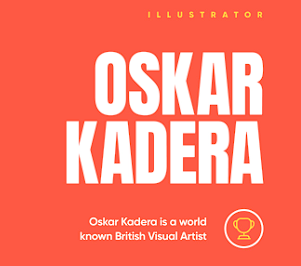 ILLUSTRATOR
OSKAR
KADERA
Oskar Kadera is a world
known British Visual Artist